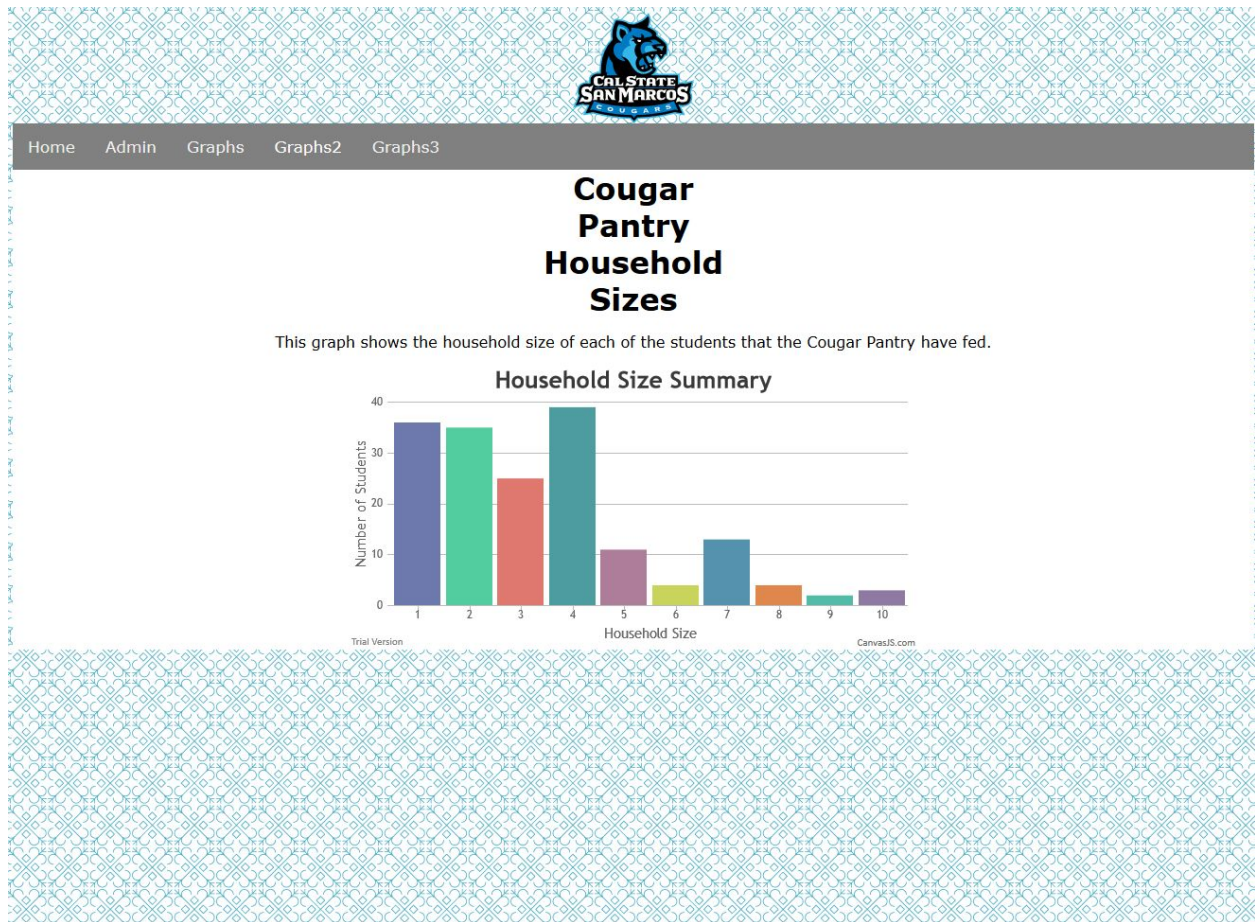 CAL STATE
SAN MARCOS
COUGARS
Home Admin Graphs Graphs2 Graphs3
Cougar
Pantry
Household
Sizes
This graph shows the household size of each of the students that the Cougar Pantry have fed.
Household Size Summary
Number of Students
40
30
20
10
0
1 2 3 4 5 6 7 8 9 10
Household Size
Trial Version CanvasJS.com